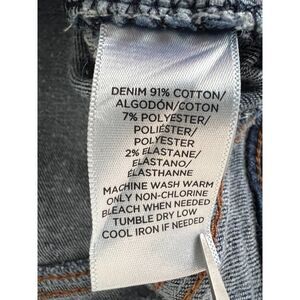 DENIM 91% COTTON/
ALGODÓN/COTON
7% POLYESTER/
POLIÉSTER/
POLYESTER
2% ELASTANE/
ELASTANO/
ÉLASTHANNE
MACHINE WASH WARM
ONLY NON-CHLORINE
BLEACH WHEN NEEDED
TUMBLE DRY LOW
COOL IRON IF NEEDED